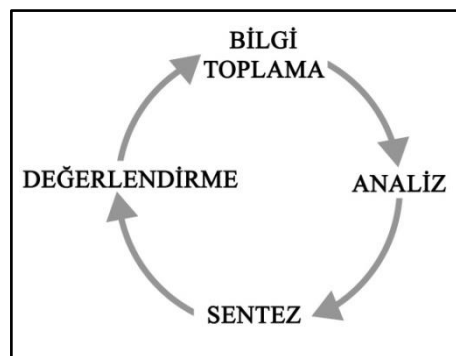 BİLGİ
TOPLAMA
ANALİZ
SENTEZ
DEĞERLENDİRME